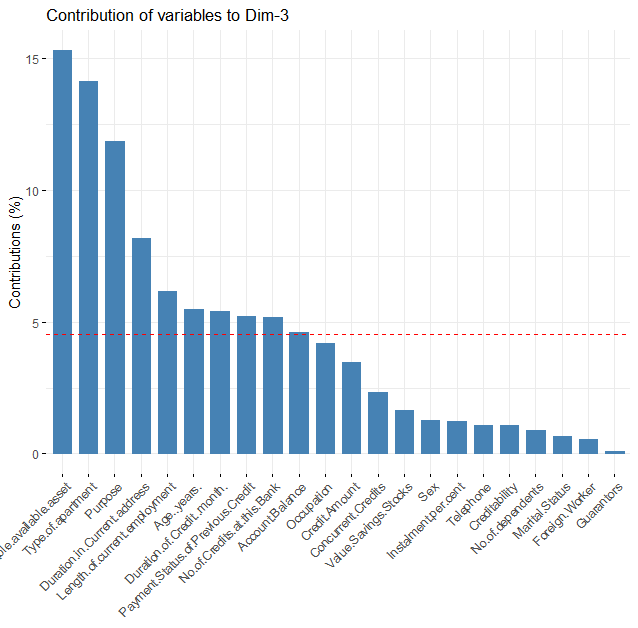 Contribution of variables to Dim-3
Contributions (%)
15
10
5
0
ple.available.asset
Type.of.apartment
Purpose
Duration.in.Current.address
Length.of.current.employment
Age..years.
Duration.of.Credit..month.
Payment.Status.of.Previous.Credit
No.of.Credits.at.this.Bank
Account.Balance
Occupation
Credit.Amount
Concurrent.Credits
Value.Savings.Stocks
Sex
Instalment.per.cent
Telephone
Creditability
No.of.dependents
Marital.Status
Foreign.Worker
Guarantors